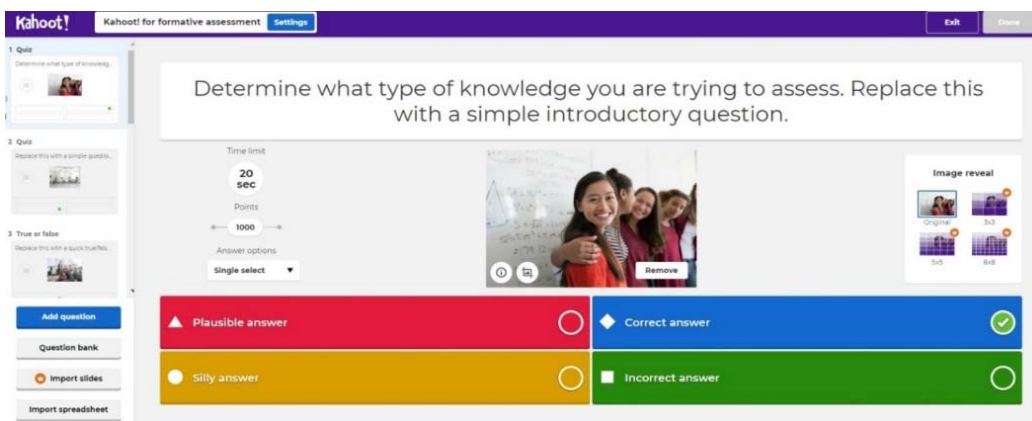 Kahoot!
Kahoot! for formative assessment
Settings
Exit
Done
1 Quiz
Determine what type of knowledg...
2 Quiz
Replace this with a simple questio...
3 True or false
Replace this with a quick true/fals...
Add question
Question bank
Import slides
Import spreadsheet
Determine what type of knowledge you are trying to assess. Replace this
with a simple introductory question.
Time limit
20
sec
Points
1000
Answer options
Single select
Remove
Image reveal
Original
3x3
5x5
8x8
Plausible answer
Correct answer
Silly answer
Incorrect answer